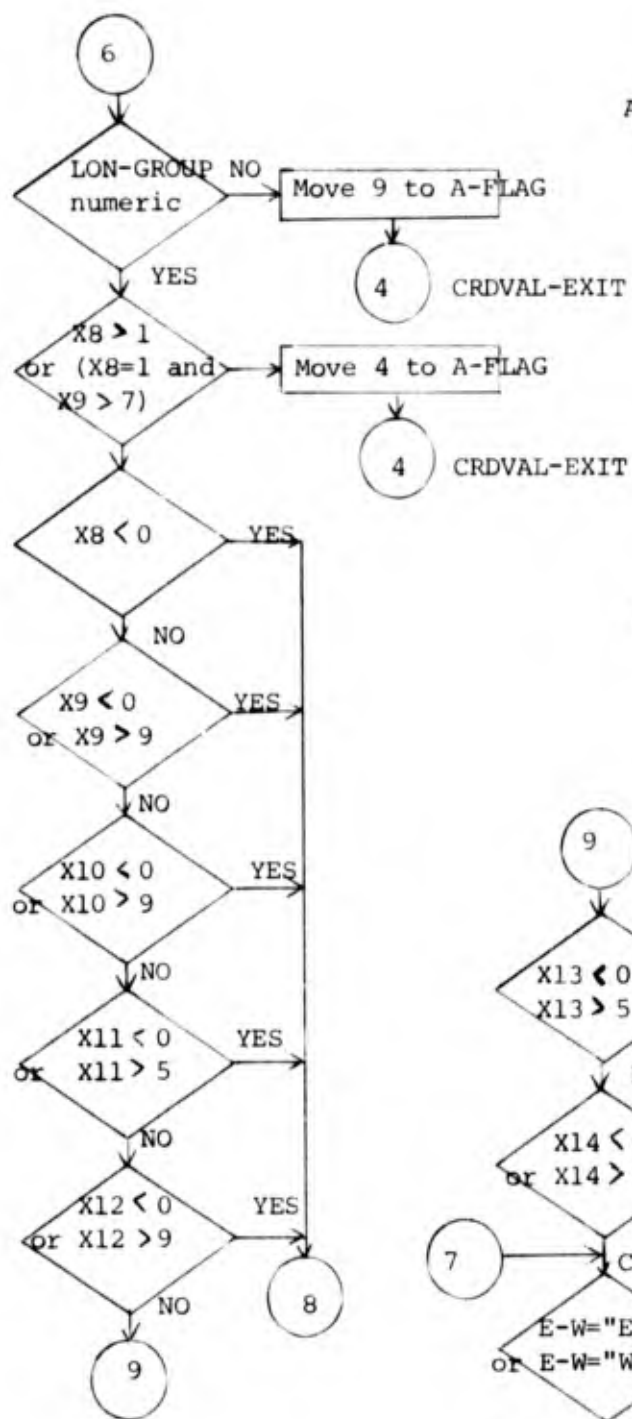 6
A
LON-GROUP NO
numeric
Move 9 to A-FLAG
YES
4 CRDVAL-EXIT
X8 > 1
or (X8=1 and
X9 > 7)
Move 4 to A-FLAG
4 CRDVAL-EXIT
X8 < 0
YES
NO
X9 < 0
or X9 > 9
YES
NO
X10 < 0
or X10 > 9
YES
NO
X11 < 0
or X11 > 5
YES
NO
X12 < 0
or X12 > 9
YES
NO
8
9
9
X13 < 0
X13 > 5
X14 <
or X14 >
7
C
E-W="E
or E-W="W